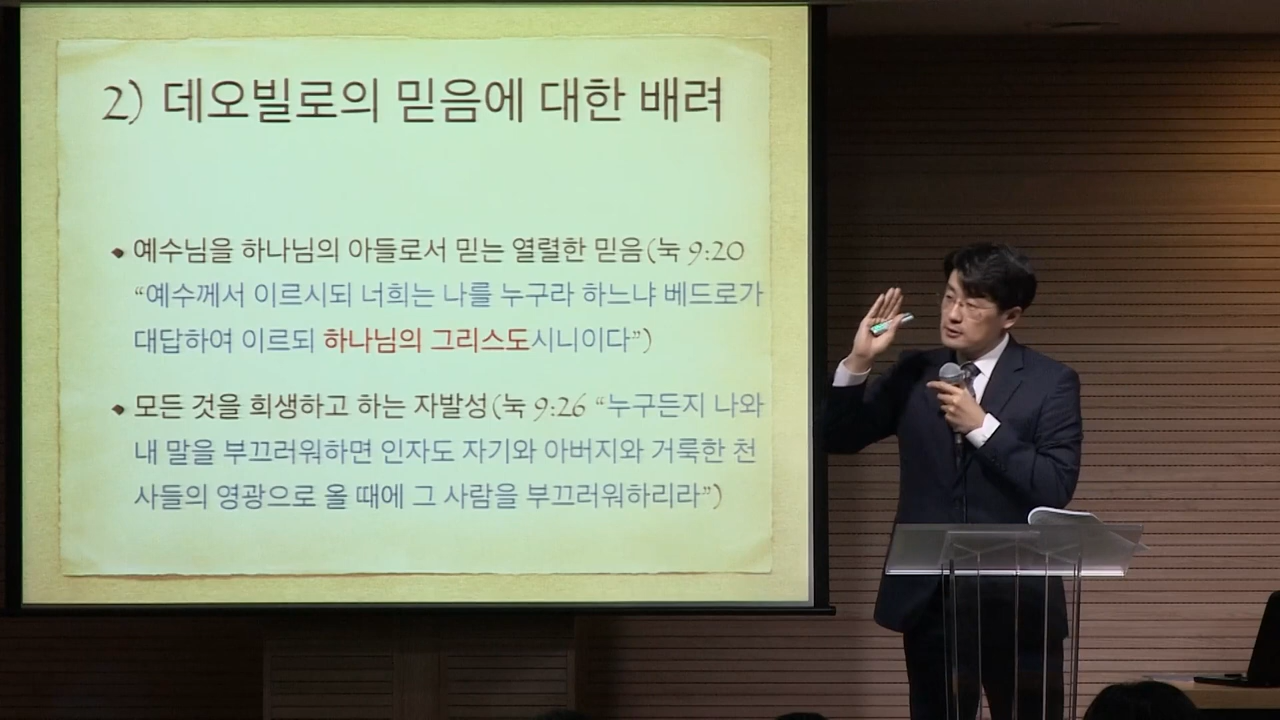 2) 데오빌로의 믿음에 대한 배려
• 예수님을 하나님의 아들로서 믿는 열렬한 믿음(눅 9:20
“예수께서 이르시되 너희는 나를 누구라 하느냐 베드로가
대답하여 이르되 하나님의 그리스도시니이다”)
• 모든 것을 희생하고 하는 자발성(눅 9:26 “누구든지 나와
내 말을 부끄러워하면 인자도 자기와 아버지와 거룩한 천
사들의 영광으로 올 때에 그 사람을 부끄러워하리라”)